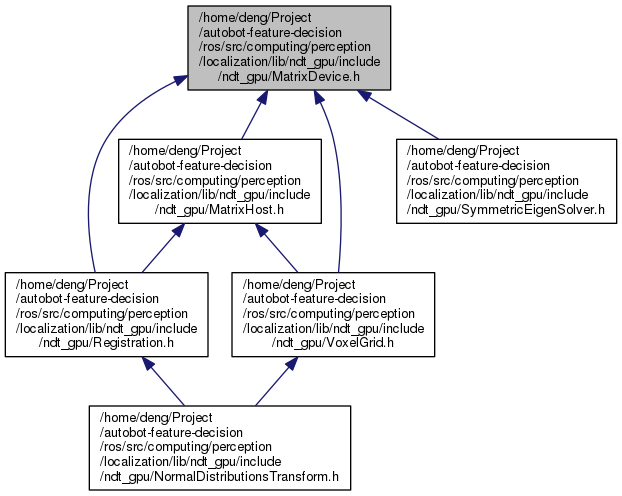 /home/deng/Project
/autobot-feature-decision
/ros/src/computing/perception
/localization/lib/ndt_gpu/include
/ndt_gpu/MatrixDevice.h
/home/deng/Project
/autobot-feature-decision
/ros/src/computing/perception
/localization/lib/ndt_gpu/include
/ndt_gpu/MatrixHost.h
/home/deng/Project
/autobot-feature-decision
/ros/src/computing/perception
/localization/lib/ndt_gpu/include
/ndt_gpu/SymmetricEigenSolver.h
/home/deng/Project
/autobot-feature-decision
/ros/src/computing/perception
/localization/lib/ndt_gpu/include
/ndt_gpu/Registration.h
/home/deng/Project
/autobot-feature-decision
/ros/src/computing/perception
/localization/lib/ndt_gpu/include
/ndt_gpu/VoxelGrid.h
/home/deng/Project
/autobot-feature-decision
/ros/src/computing/perception
/localization/lib/ndt_gpu/include
/ndt_gpu/NormalDistributionsTransform.h